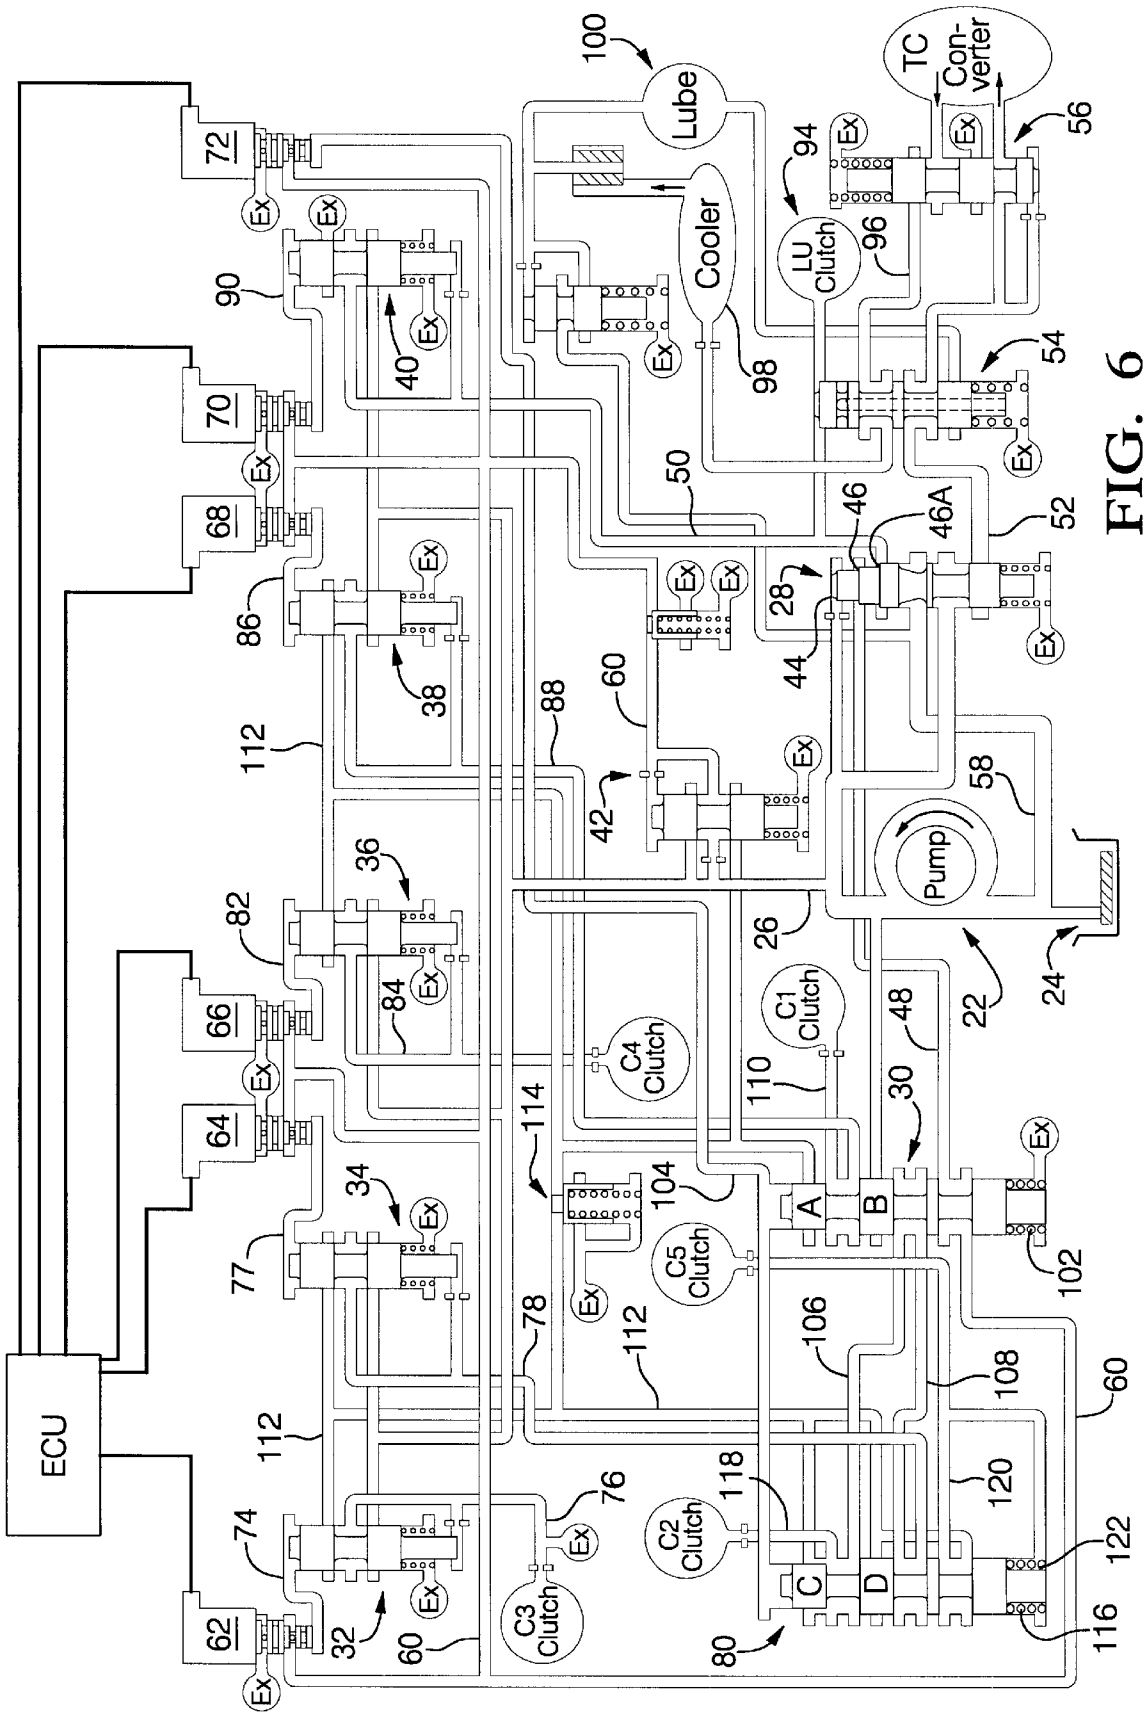 ECU
62
64
66
68
70
72
Ex
74
112
77
Ex
82
112
86
Ex
90
Ex
Ex
32
34
36
60
Ex
Ex
Ex
84
38
Ex
40
Ex
C3
Clutch
Ex
76
78
114
88
Ex
100
112
C4
Clutch
42
60
Ex
Ex
Ex
C2
Clutch
C5
Clutch
104
50
Cooler
Lube
80
118
106
110
C1
Clutch
26
Ex
44
28
98
LU
Clutch
94
C
A
D
B
46
46A
96
Ex
Ex
TC
Con-
verter
120
108
30
48
22
Pump
58
54
56
116
122
60
102
Ex
24
Ex
52
Ex
FIG. 6